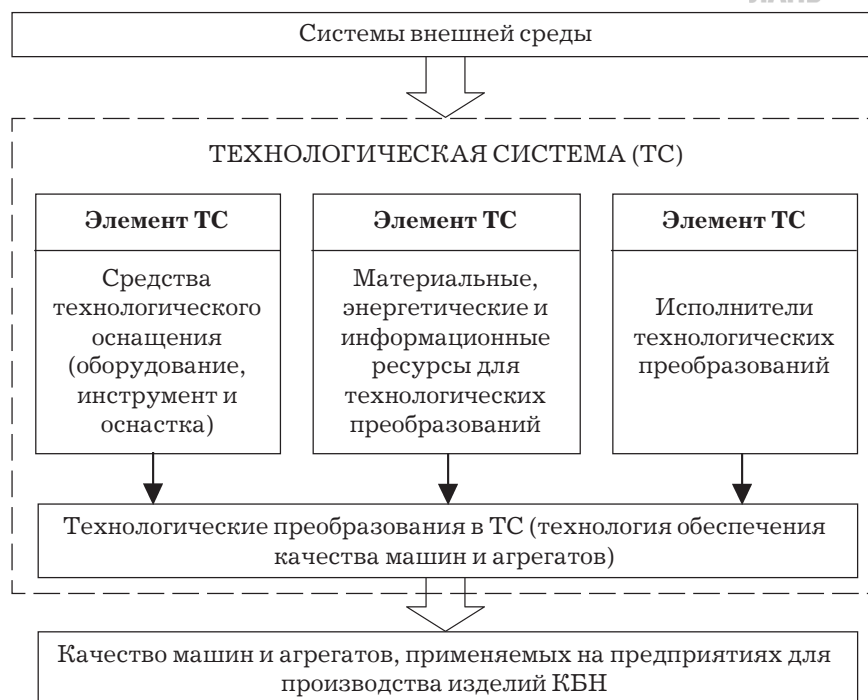 Системы внешней среды
ТЕХНОЛОГИЧЕСКАЯ СИСТЕМА (ТС)
Элемент ТС
Средства
технологического
оснащения
(оборудование,
инструмент и
оснастка)
Элемент ТС
Материальные,
энергетические и
информационные
ресурсы для
технологических
преобразований
Элемент ТС
Исполнители
технологических
преобразований
Технологические преобразования в ТС (технология обеспечения
качества машин и агрегатов)
Качество машин и агрегатов, применяемых на предприятиях для
производства изделий КБН